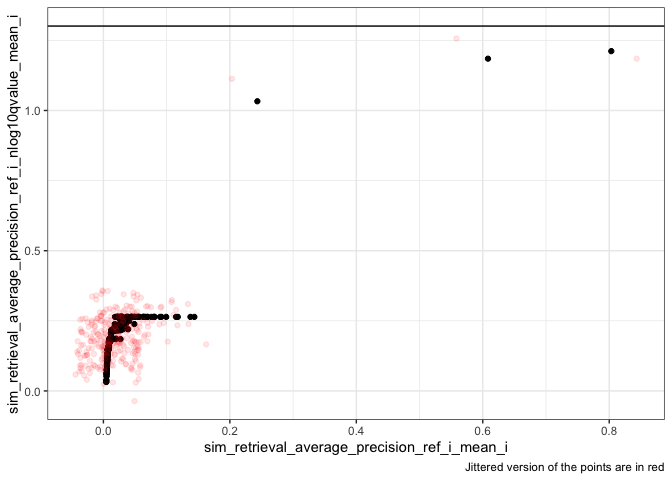 sim_retrieval_average_precision_ref_i_nlog10qvalue_mean_i
1.0
0.5
0.0
0.0
0.2
0.4
0.6
0.8
sim_retrieval_average_precision_ref_i_mean_i
Jittered version of the points are in red